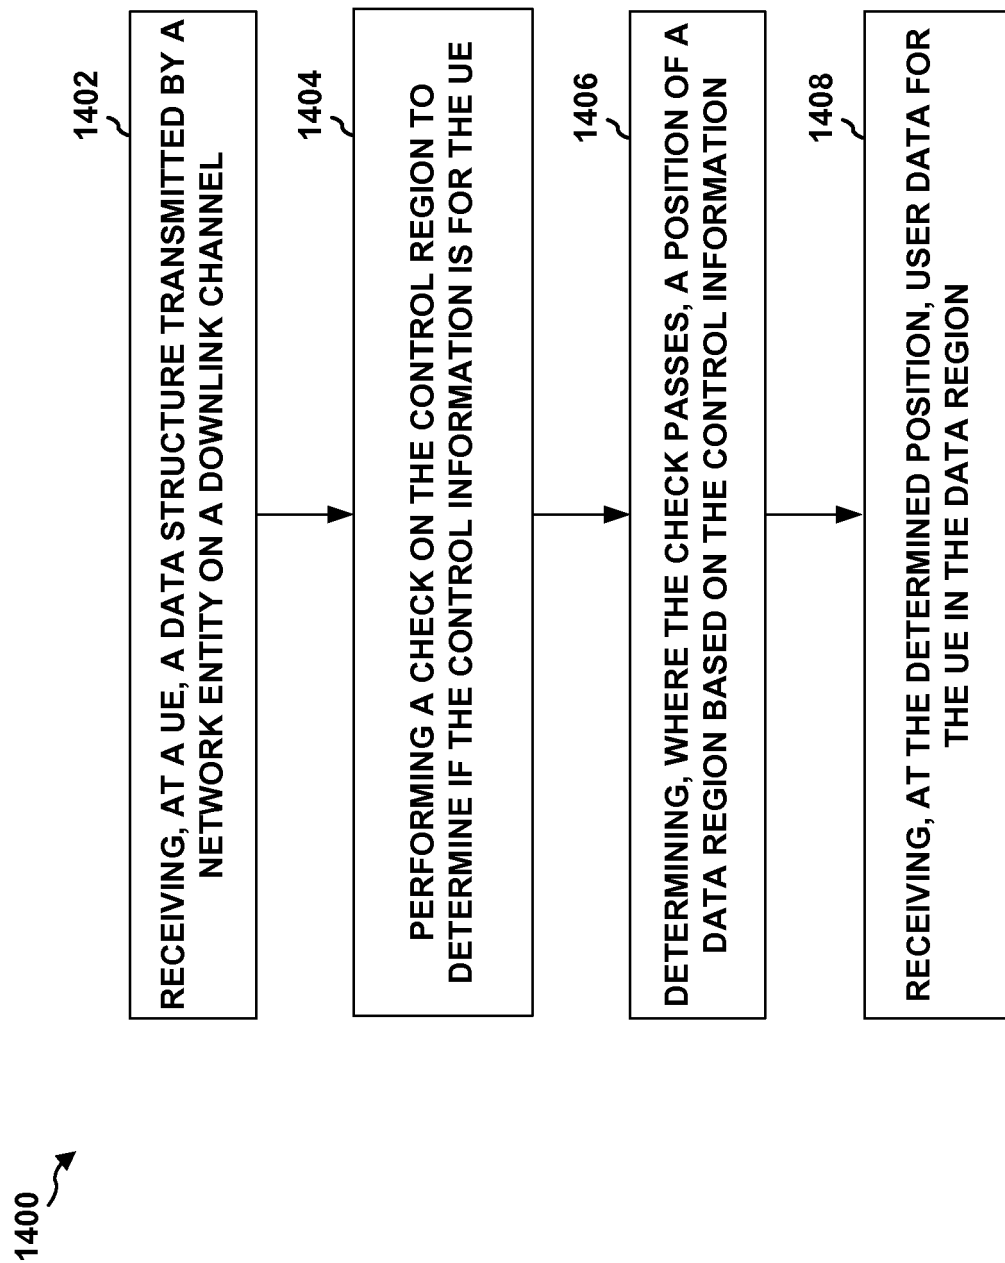 1400
1402
RECEIVING, AT A UE, A DATA STRUCTURE TRANSMITTED BY A
NETWORK ENTITY ON A DOWNLINK CHANNEL
1404
PERFORMING A CHECK ON THE CONTROL REGION TO
DETERMINE IF THE CONTROL INFORMATION IS FOR THE UE
1406
DETERMINING, WHERE THE CHECK PASSES, A POSITION OF A
DATA REGION BASED ON THE CONTROL INFORMATION
1408
RECEIVING, AT THE DETERMINED POSITION, USER DATA FOR
THE UE IN THE DATA REGION